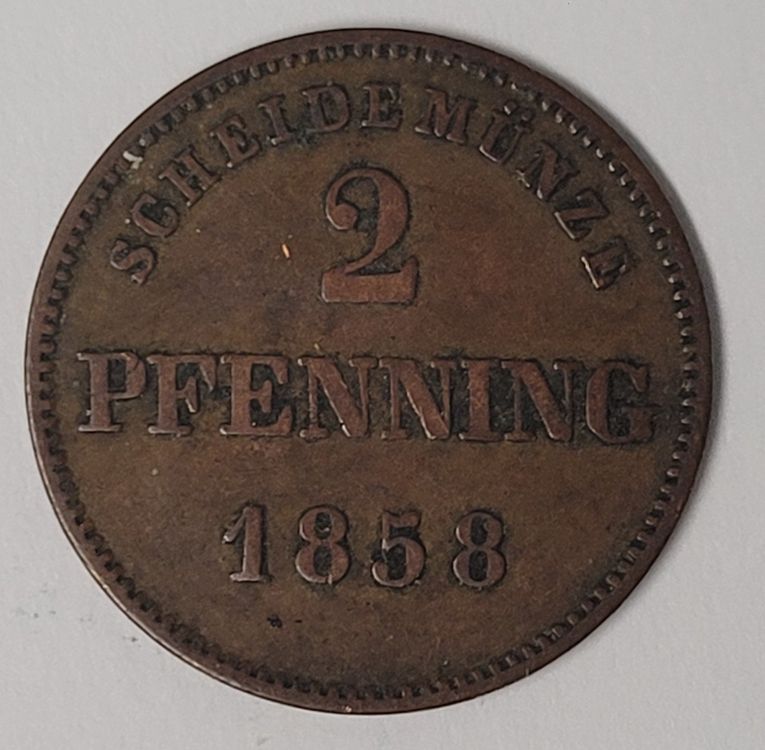 SCHEIDEMÜNZE
2
PFENNING
1858